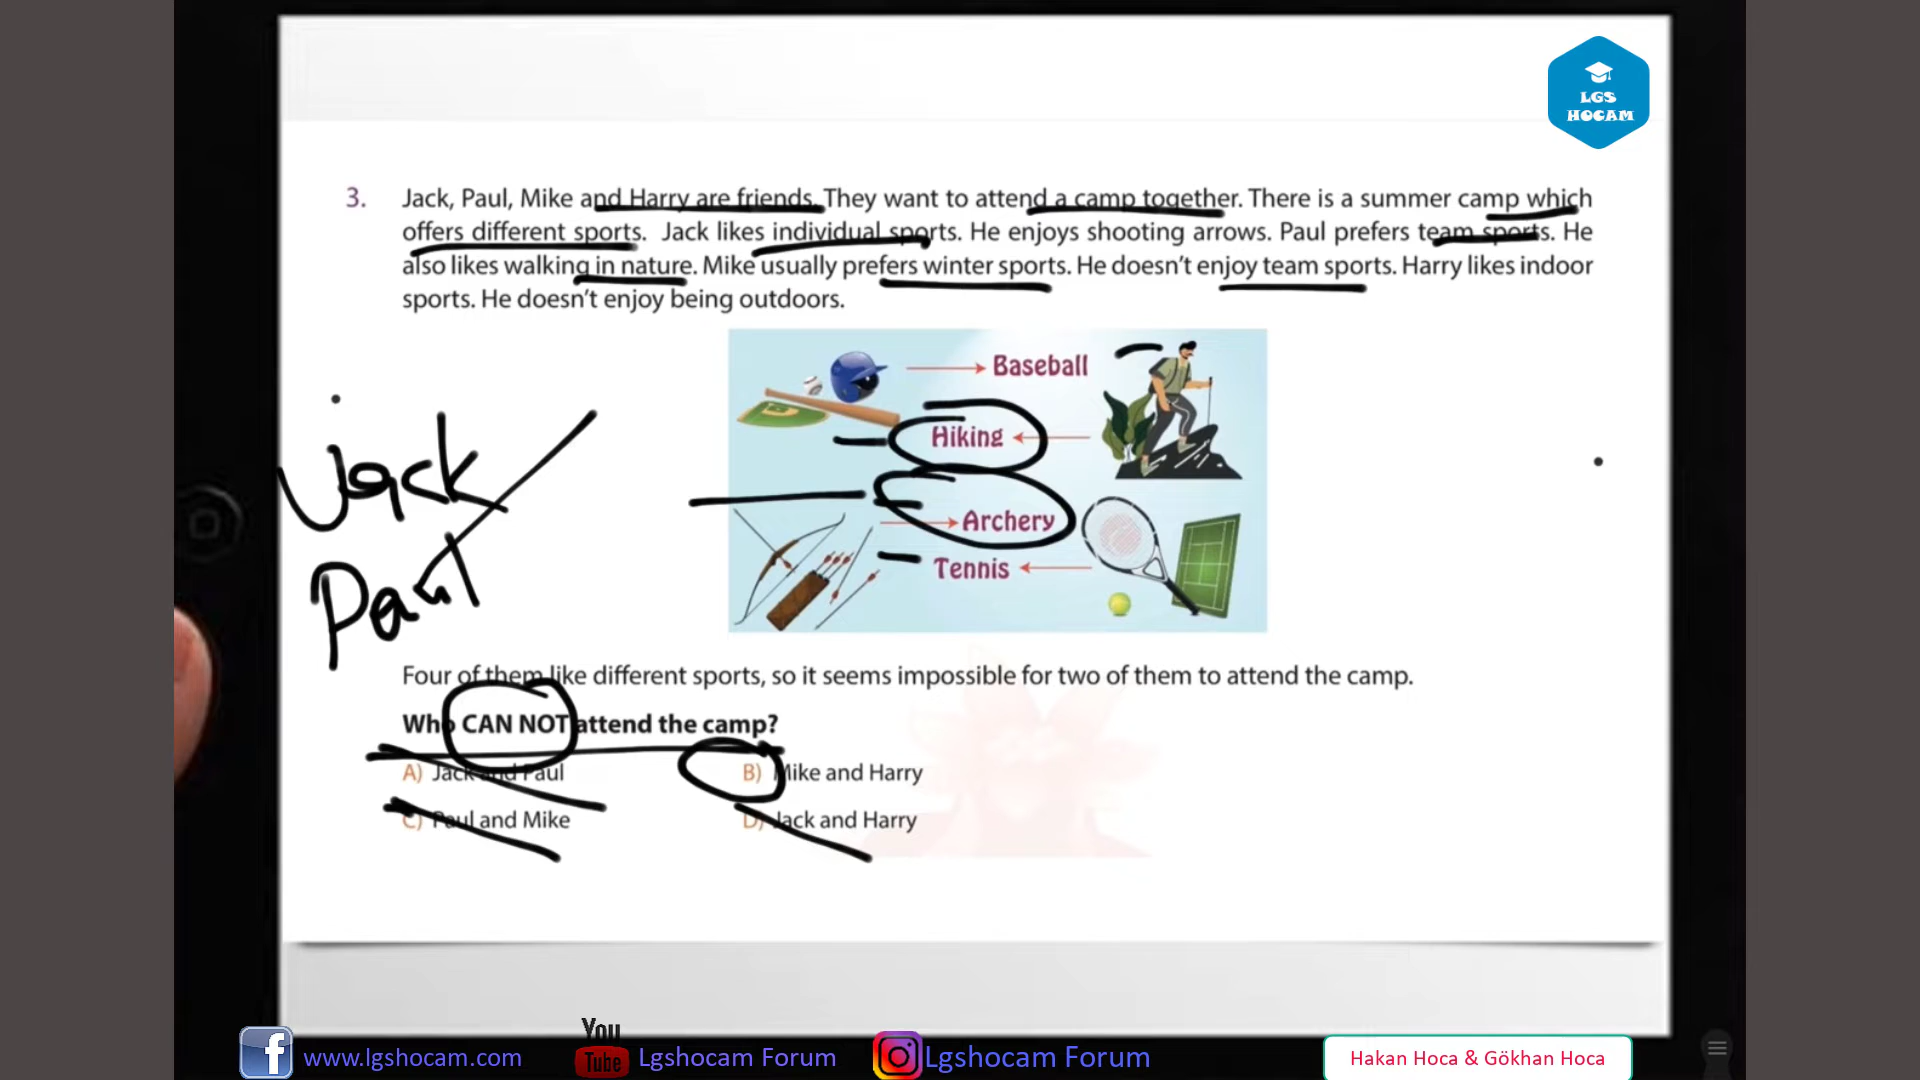 LGS
HOCAM
3. Jack, Paul, Mike and Harry are friends. They want to attend a camp together. There is a summer camp which
offers different sports. Jack likes individual sports. He enjoys shooting arrows. Paul prefers team sports. He
also likes walking in nature. Mike usually prefers winter sports. He doesn't enjoy team sports. Harry likes indoor
sports. He doesn't enjoy being outdoors.
Baseball
Hiking
Archery
Tennis
Jack
Paul
Four of them like different sports, so it seems impossible for two of them to attend the camp.
Who CAN NOT attend the camp?
A) Jack and Paul B) Mike and Harry
C) Paul and Mike D) Jack and Harry
f www.lgshocam.com You Tube Lgshocam Forum Lgshocam Forum Hakan Hoca & Gökhan Hoca